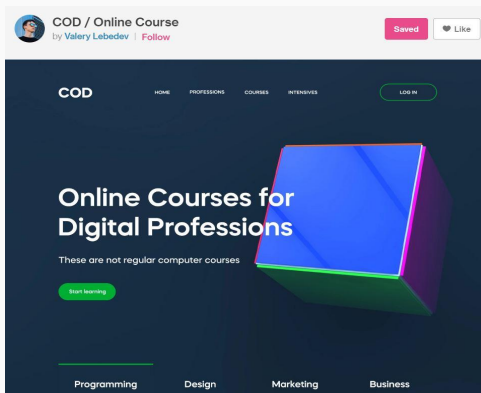 COD / Online Course
by Valery Lebedev | Follow
Saved
Like
COD
HOME PROFESSIONS COURSES INTENSIVES
LOG IN
Online Courses for
Digital Professions
These are not regular computer courses
Start learning
Programming Design Marketing Business